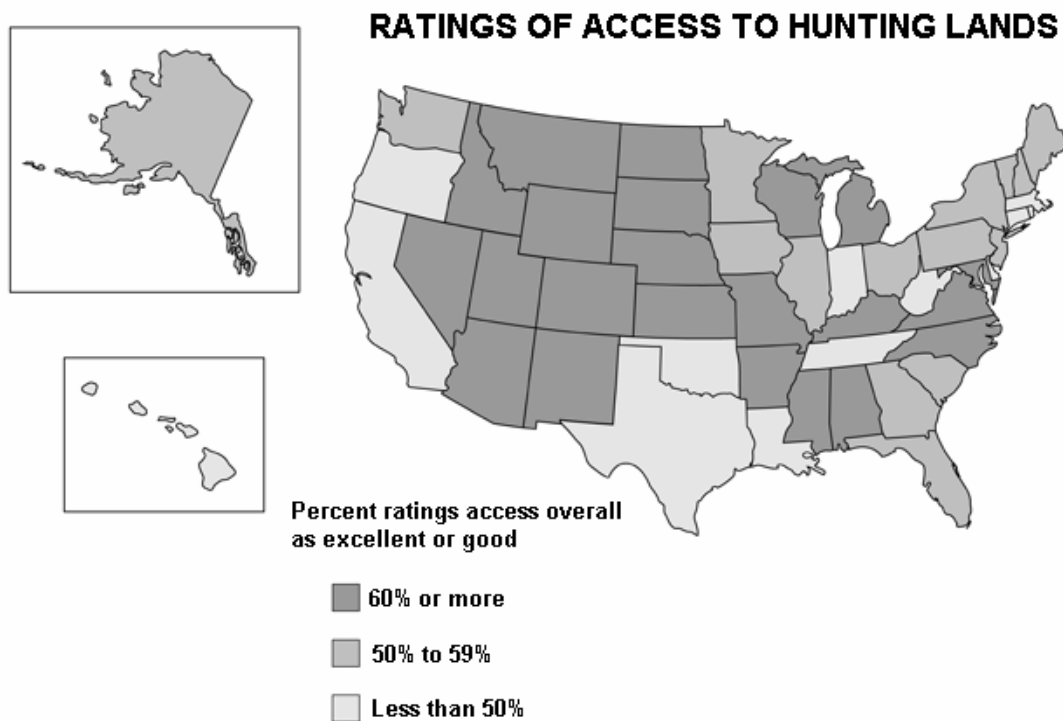 RATINGS OF ACCESS TO HUNTING LANDS
Percent ratings access overall
as excellent or good
60% or more
50% to 59%
Less than 50%